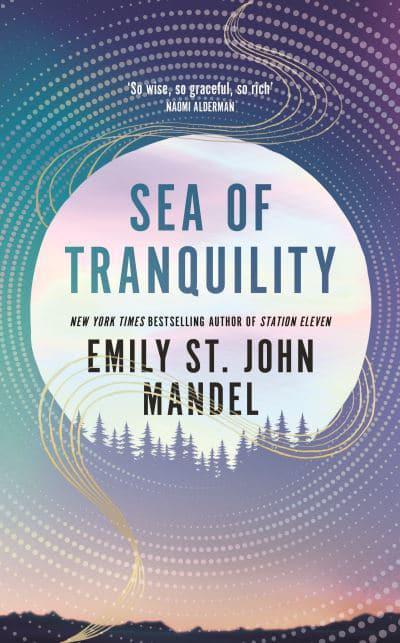 'So wise, so graceful, so rich'
NAOMI ALDERMAN
SEA OF
TRANQUILITY
NEW YORK TIMES BESTSELLING AUTHOR OF STATION ELEVEN
EMILY ST. JOHN
MANDEL